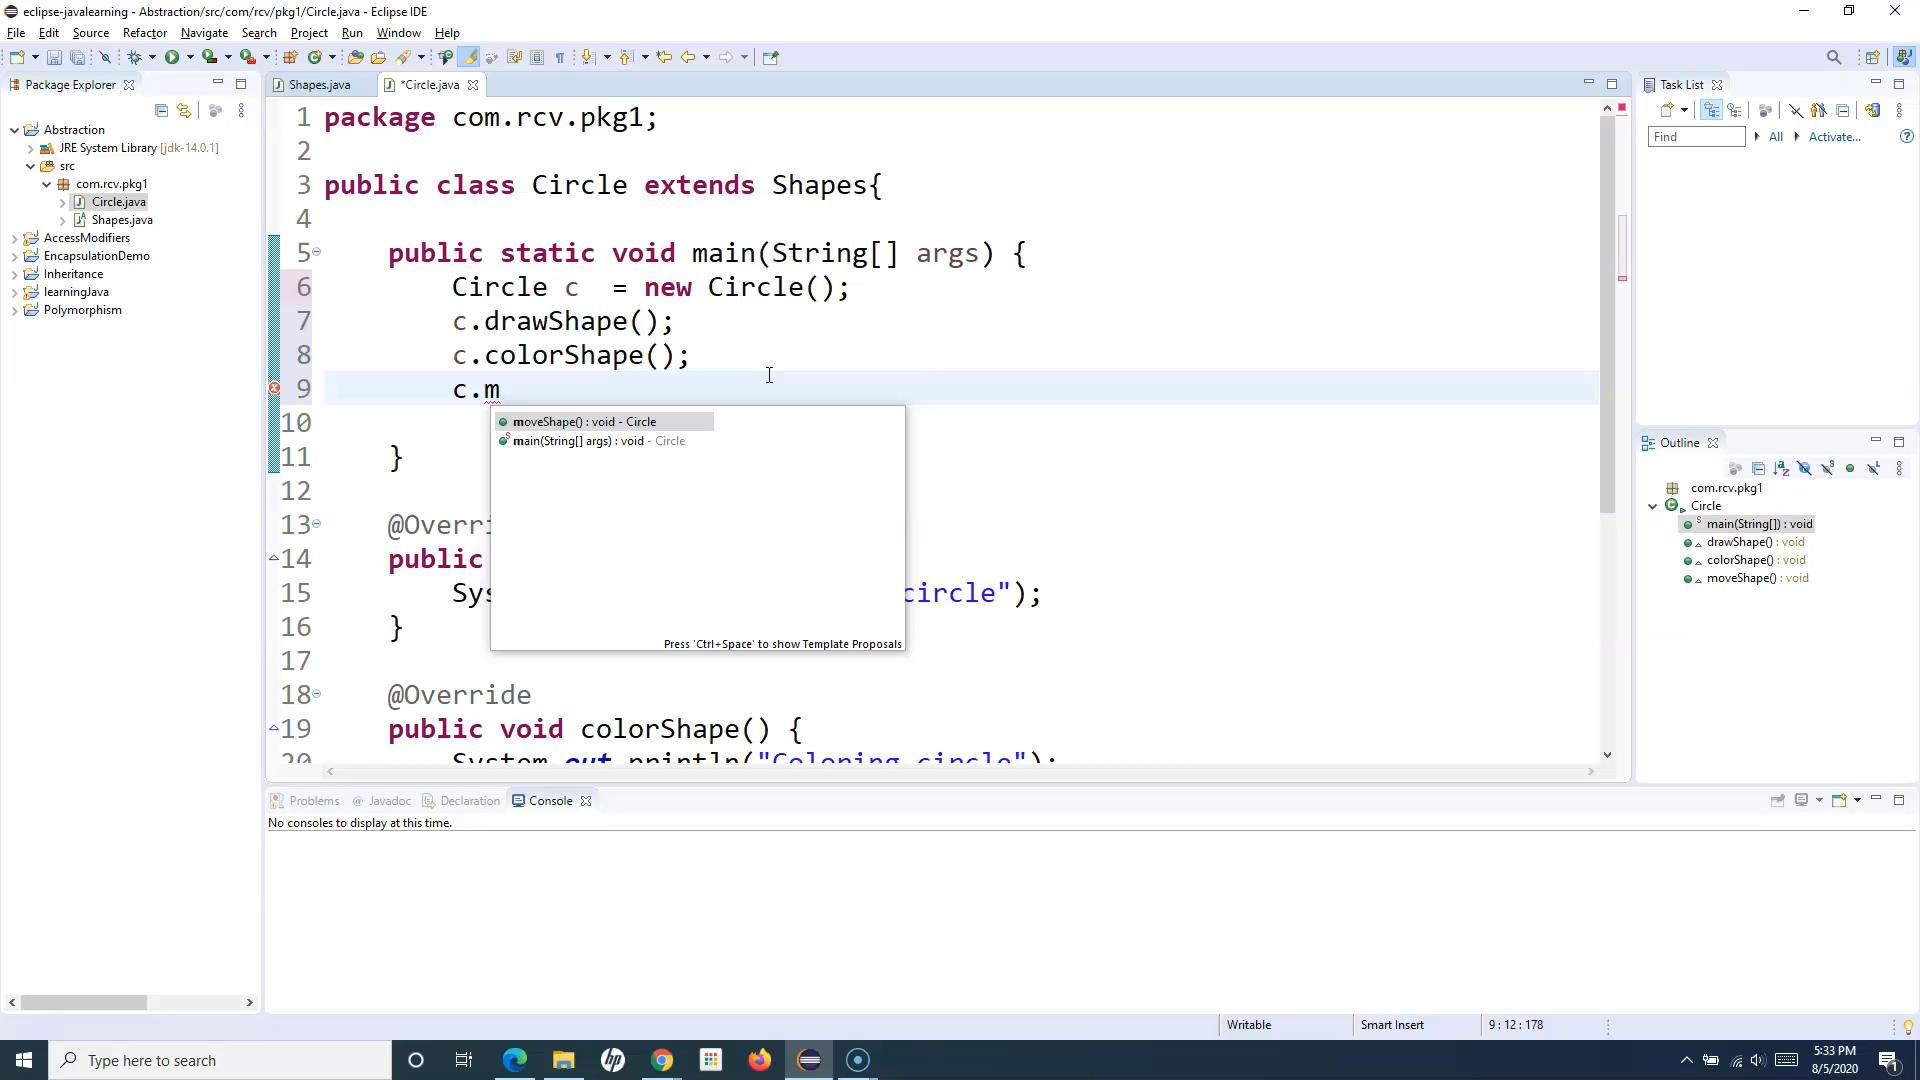 eclipse-javalearning - Abstraction/src/com/rcv/pkg1/Circle.java - Eclipse IDE
File Edit Source Refactor Navigate Search Project Run Window Help
Package Explorer
Shapes.java
*Circle.java
Task List
Find
All
Activate...
Abstraction
JRE System Library [jdk-14.0.1]
src
com.rcv.pkg1
Circle.java
Shapes.java
AccessModifiers
EncapsulationDemo
Inheritance
learningJava
Polymorphism
1 package com.rcv.pkg1;
2
3 public class Circle extends Shapes{
4
5 public static void main(String[] args) {
6 Circle c  = new Circle();
7 c.drawShape();
8 c.colorShape();
9 c.m
10
11 }
12
13 @Overri
14 public
15 Sys circle");
16 }
17
18 @Override
19 public void colorShape() {
20 System.out.println("Coloring circle");
moveShape() : void - Circle
main(String[] args) : void - Circle
Press 'Ctrl+Space' to show Template Proposals
Outline
com.rcv.pkg1
Circle
main(String[]) : void
drawShape() : void
colorShape() : void
moveShape() : void
Problems
@ Javadoc
Declaration
Console
No consoles to display at this time.
Writable
Smart Insert
9 : 12 : 178
Type here to search
hp
5:33 PM
8/5/2020
1